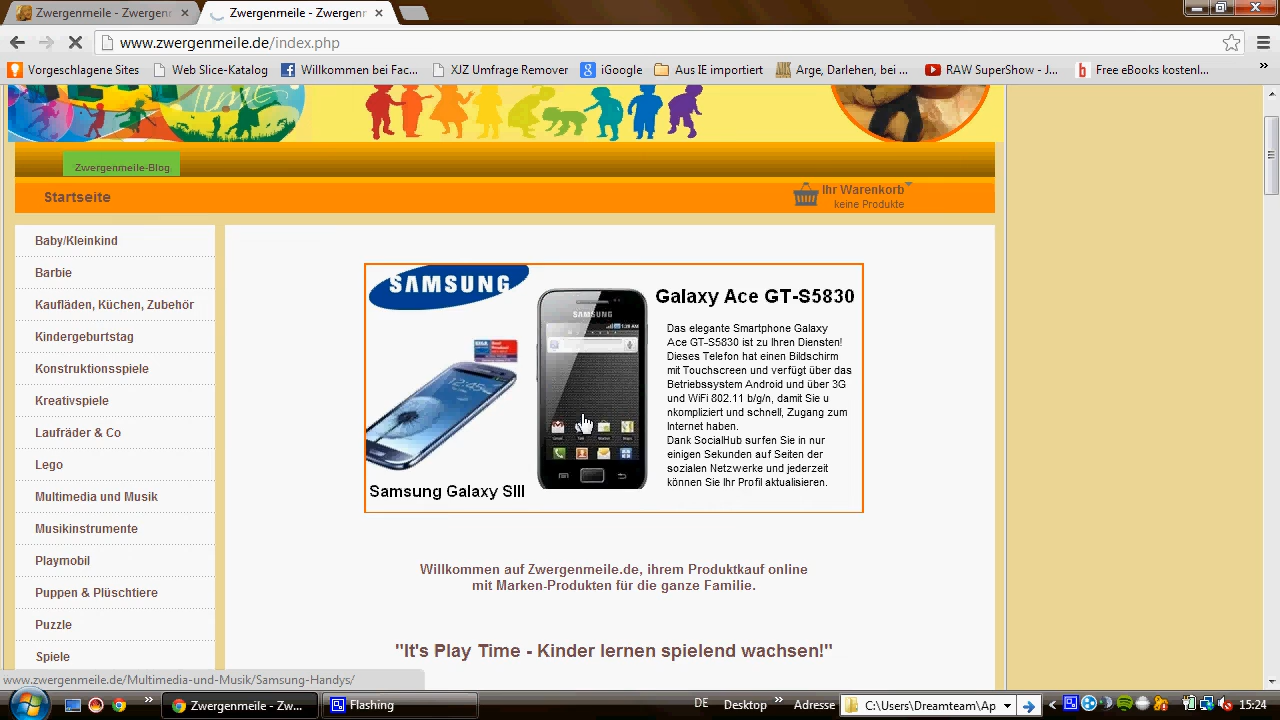 Zwergenmeile - Zwergenr
Zwergenmeile - Zwergenr
www.zwergenmeile.de/index.php
Vorgeschlagene Sites
Web Slice-Katalog
Willkommen bei Fac...
XJZ Umfrage Remover
iGoogle
Aus IE importiert
Arge, Darlehen, bei ...
RAW SuperShow - J...
Free eBooks kostenl...
»
Time
Zwergenmeile-Blog
Startseite
Ihr Warenkorb
keine Produkte
Baby/Kleinkind
Barbie
Kaufläden, Küchen, Zubehör
Kindergeburtstag
Konstruktionsspiele
Kreativspiele
Laufräder & Co
Lego
Multimedia und Musik
Musikinstrumente
Playmobil
Puppen & Plüschtiere
Puzzle
Spiele
SAMSUNG
SAMSUNG
Samsung Galaxy SIII
Galaxy Ace GT-S5830
Das elegante Smartphone Galaxy
Ace GT-S5830 ist zu Ihren Diensten!
Dieses Telefon hat einen Bildschirm
mit Touchscreen und verfügt über das
Betriebssystem Android und über 3G
und WiFi 802.11 b/g/n, damit Sie u
nkompliziert und schnell, Zugang zum
Internet haben.
Dank SocialHub surfen Sie in nur
einigen Sekunden auf Seiten der
sozialen Netzwerke und jederzeit
können Sie Ihr Profil aktualisieren.
Willkommen auf Zwergenmeile.de, ihrem Produktkauf online
mit Marken-Produkten für die ganze Familie.
"It's Play Time - Kinder lernen spielend wachsen!"
www.zwergenmeile.de/Multimedia-und-Musik/Samsung-Handys/
»
Zwergenmeile - Zw...
Flashing
DE
Desktop
»
Adresse
C:\Users\Dreamteam\Ap
15:24